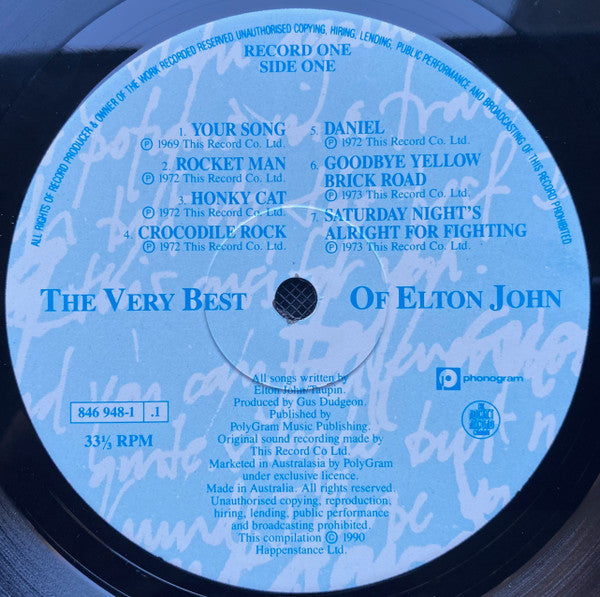 ALL RIGHTS OF RECORD PRODUCER & OWNER OF THE WORK RECORDED RESERVED. UNAUTHORISED COPYING, HIRING, LENDING, PUBLIC PERFORMANCE AND BROADCASTING OF THIS RECORD PROHIBITED
RECORD ONE
SIDE ONE
1. YOUR SONG
Ⓟ 1969 This Record Co. Ltd.
2. ROCKET MAN
Ⓟ 1972 This Record Co. Ltd.
3. HONKY CAT
Ⓟ 1972 This Record Co. Ltd.
4. CROCODILE ROCK
Ⓟ 1972 This Record Co. Ltd.
5. DANIEL
Ⓟ 1972 This Record Co. Ltd.
6. GOODBYE YELLOW
BRICK ROAD
Ⓟ 1973 This Record Co. Ltd.
7. SATURDAY NIGHT'S
ALRIGHT FOR FIGHTING
Ⓟ 1973 This Record Co. Ltd.
THE VERY BEST OF ELTON JOHN
846 948-1 .1
33⅓ RPM
phonogram
All songs written by
Elton John/Taupin.
Produced by Gus Dudgeon.
Published by
PolyGram Music Publishing.
Original sound recording made by
This Record Co Ltd.
Marketed in Australasia by PolyGram
under exclusive licence.
Made in Australia. All rights reserved.
Unauthorised copying, reproduction,
hiring, lending, public performance
and broadcasting prohibited.
This compilation Ⓒ 1990
Happenstance Ltd.